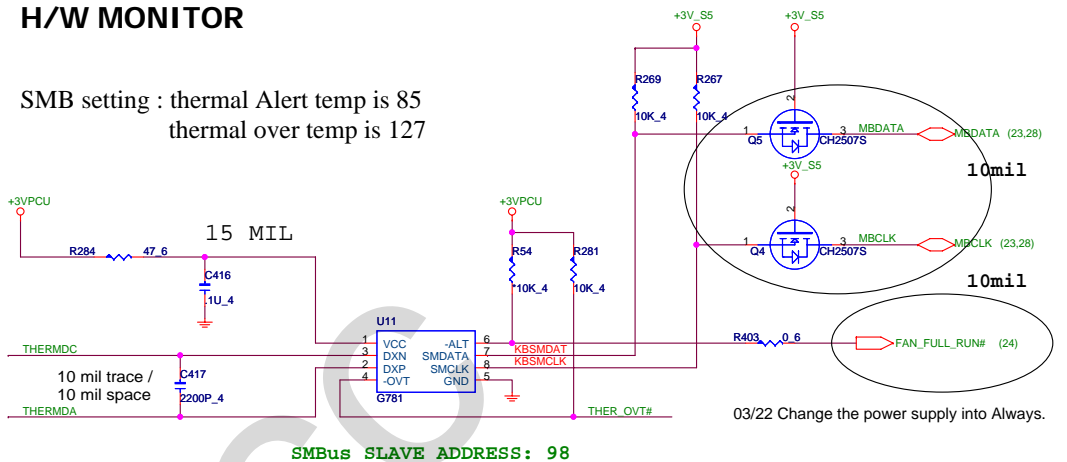 H/W MONITOR
SMB setting : thermal Alert temp is 85
thermal over temp is 127
+3V_S5
+3V_S5
R269
R267
10K_4
10K_4
2
1
3
Q5
CH2507S
MBDATA
MBDATA (23,28)
10mil
+3V_S5
2
1
3
Q4
CH2507S
MBCLK
MBCLK (23,28)
10mil
+3VPCU
R284
47_6
15 MIL
C416
.1U_4
+3VPCU
R54
R281
*10K_4
10K_4
U11
1
VCC
-ALT
6
3
DXN
SMDATA
7
2
DXP
SMCLK
8
4
-OVT
GND
5
G781
KBSMDAT
KBSMCLK
R403
0_6
FAN_FULL_RUN# (24)
THERMDC
10 mil trace /
10 mil space
C417
2200P_4
THERMDA
THER_OVT#
03/22 Change the power supply into Always.
SMBus SLAVE ADDRESS: 98